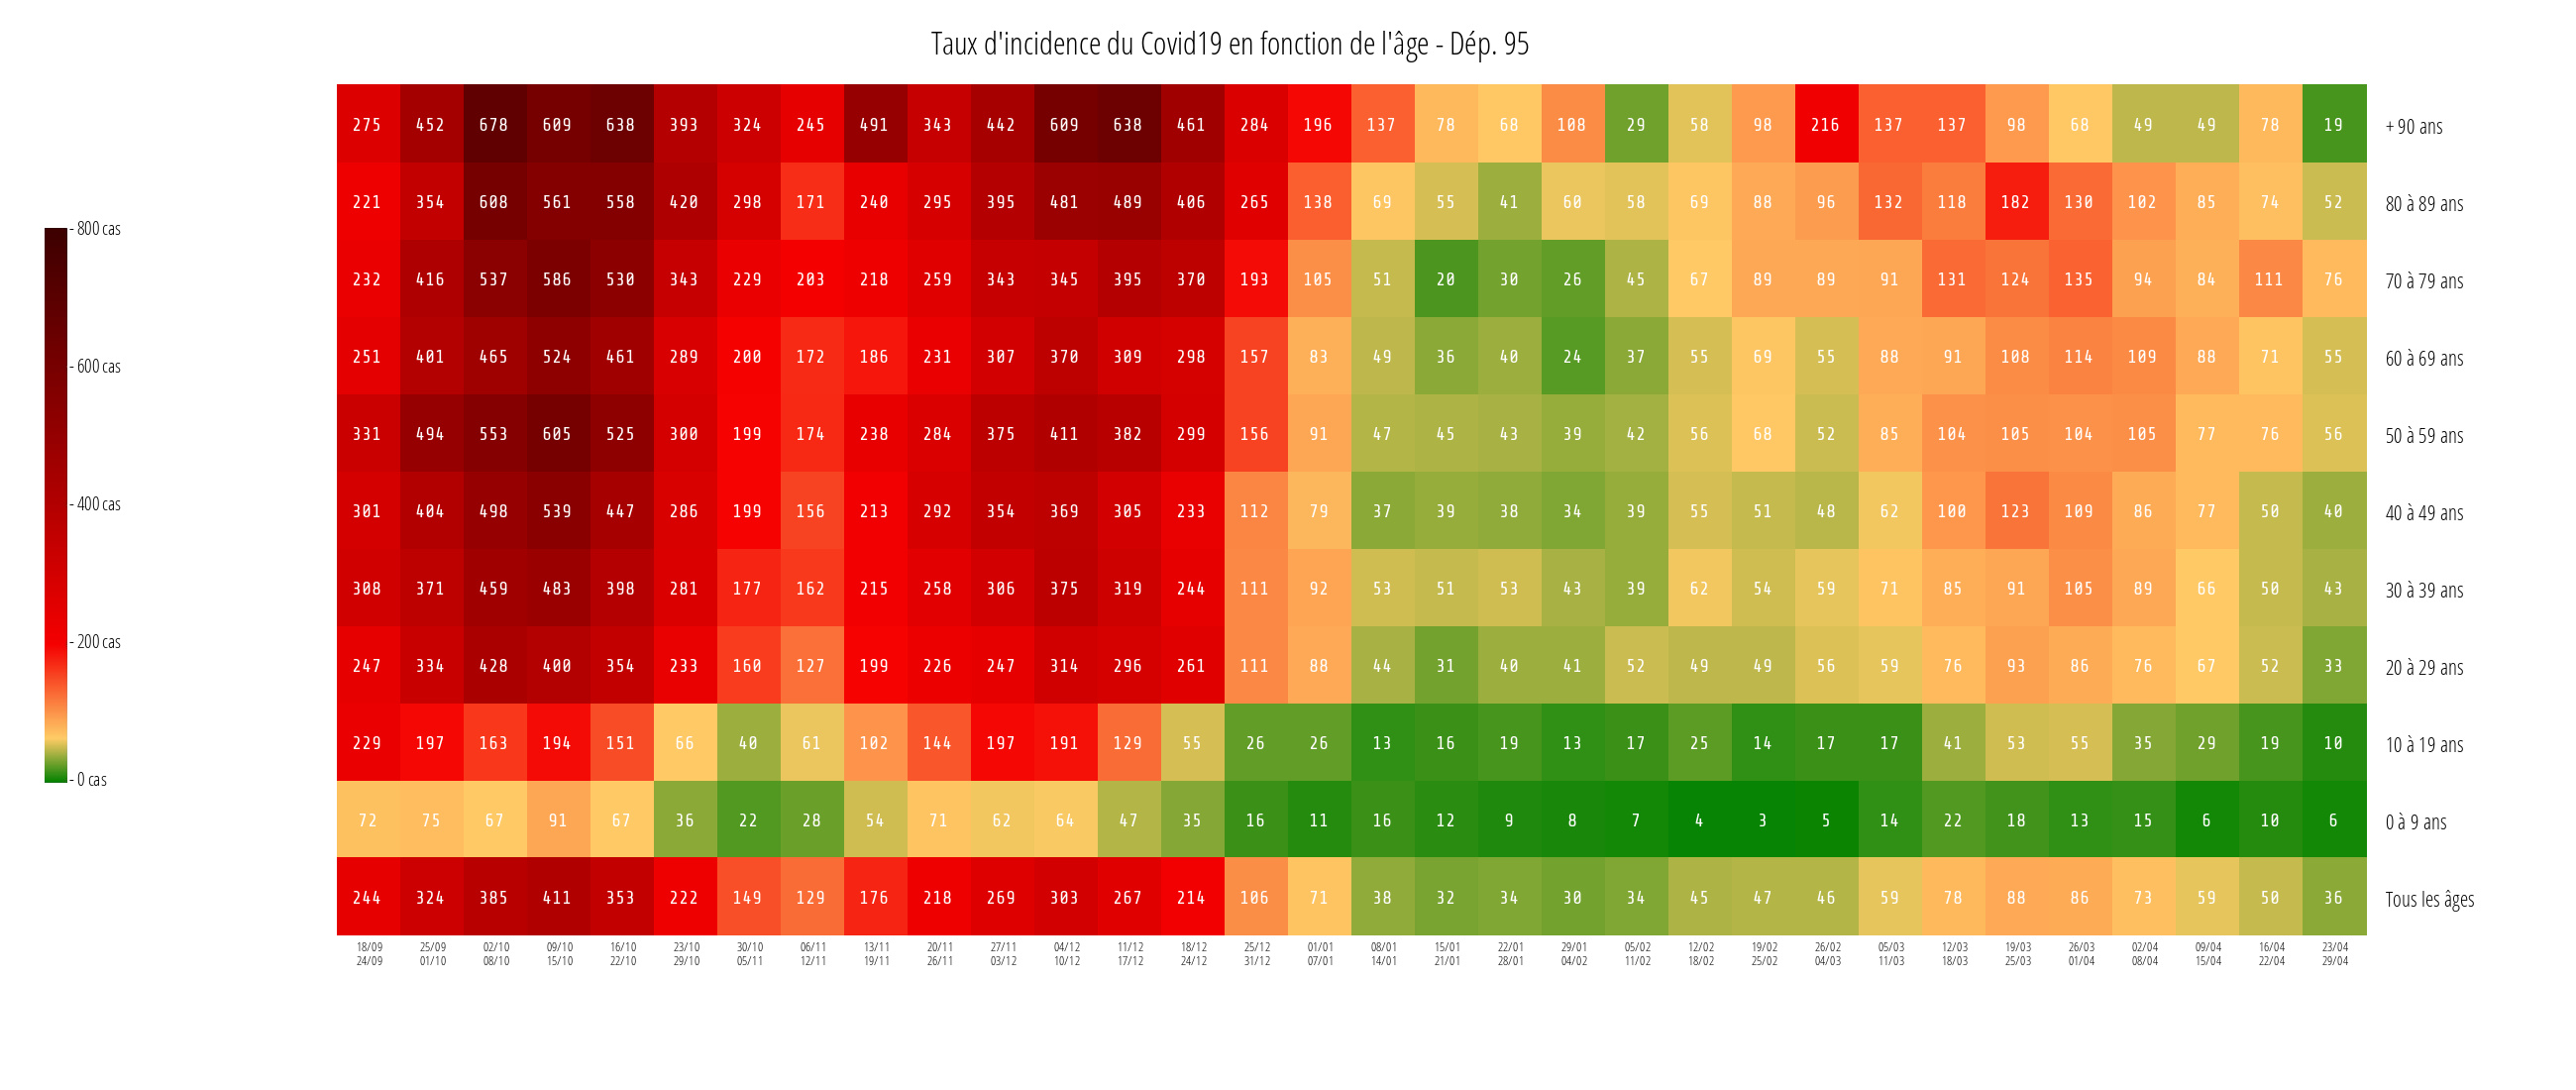 Taux d'incidence du Covid19 en fonction de l'âge - Dép. 95
- 800 cas
- 600 cas
- 400 cas
- 200 cas
- 0 cas
275 452 678 609 638 393 324 245 491 343 442 609 638 461 284 196 137 78 68 108 29 58 98 216 137 137 98 68 49 49 78 19 + 90 ans
221 354 608 561 558 420 298 171 240 295 395 481 489 406 265 138 69 55 41 60 58 69 88 96 132 118 182 130 102 85 74 52 80 à 89 ans
232 416 537 586 530 343 229 203 218 259 343 345 395 370 193 105 51 20 30 26 45 67 89 89 91 131 124 135 94 84 111 76 70 à 79 ans
251 401 465 524 461 289 200 172 186 231 307 370 309 298 157 83 49 36 40 24 37 55 69 55 88 91 108 114 109 88 71 55 60 à 69 ans
331 494 553 605 525 300 199 174 238 284 375 411 382 299 156 91 47 45 43 39 42 56 68 52 85 104 105 104 105 77 76 56 50 à 59 ans
301 404 498 539 447 286 199 156 213 292 354 369 305 233 112 79 37 39 38 34 39 55 51 48 62 100 123 109 86 77 50 40 40 à 49 ans
308 371 459 483 398 281 177 162 215 258 306 375 319 244 111 92 53 51 53 43 39 62 54 59 71 85 91 105 89 66 50 43 30 à 39 ans
247 334 428 400 354 233 160 127 199 226 247 314 296 261 111 88 44 31 40 41 52 49 49 56 59 76 93 86 76 67 52 33 20 à 29 ans
229 197 163 194 151 66 40 61 102 144 197 191 129 55 26 26 13 16 19 13 17 25 14 17 17 41 53 55 35 29 19 10 10 à 19 ans
72 75 67 91 67 36 22 28 54 71 62 64 47 35 16 11 16 12 9 8 7 4 3 5 14 22 18 13 15 6 10 6 0 à 9 ans
244 324 385 411 353 222 149 129 176 218 269 303 267 214 106 71 38 32 34 30 34 45 47 46 59 78 88 86 73 59 50 36 Tous les âges
18/09 25/09 02/10 09/10 16/10 23/10 30/10 06/11 13/11 20/11 27/11 04/12 11/12 18/12 25/12 01/01 08/01 15/01 22/01 29/01 05/02 12/02 19/02 26/02 05/03 12/03 19/03 26/03 02/04 09/04 16/04 23/04
24/09 01/10 08/10 15/10 22/10 29/10 05/11 12/11 19/11 26/11 03/12 10/12 17/12 24/12 31/12 07/01 14/01 21/01 28/01 04/02 11/02 18/02 25/02 04/03 11/03 18/03 25/03 01/04 08/04 15/04 22/04 29/04